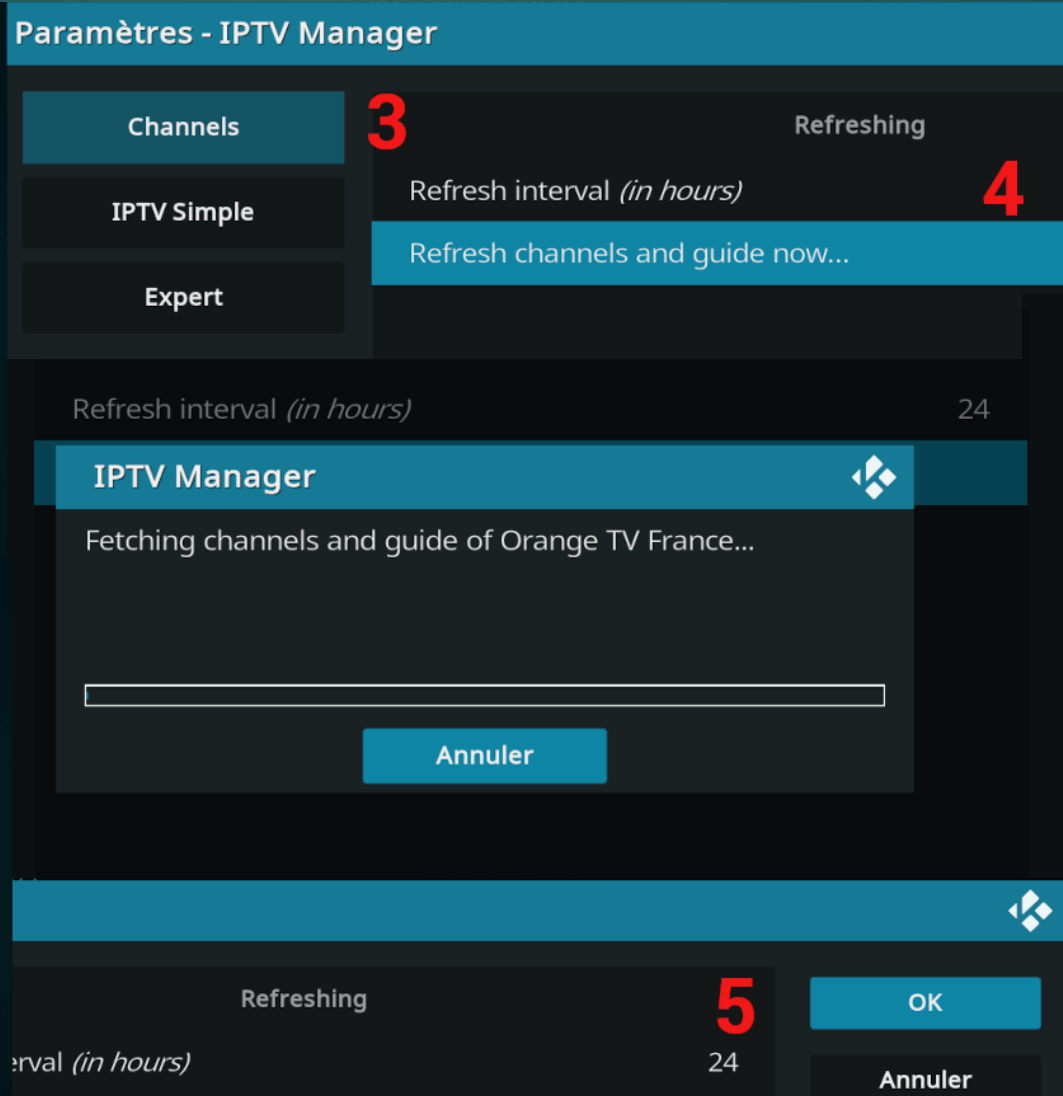 Paramètres - IPTV Manager
Channels
3
Refreshing
Refresh interval (in hours)
4
IPTV Simple
Refresh channels and guide now...
Expert
Refresh interval (in hours) 24
IPTV Manager
Fetching channels and guide of Orange TV France...
Annuler
Refreshing
5
OK
erval (in hours) 24
Annuler